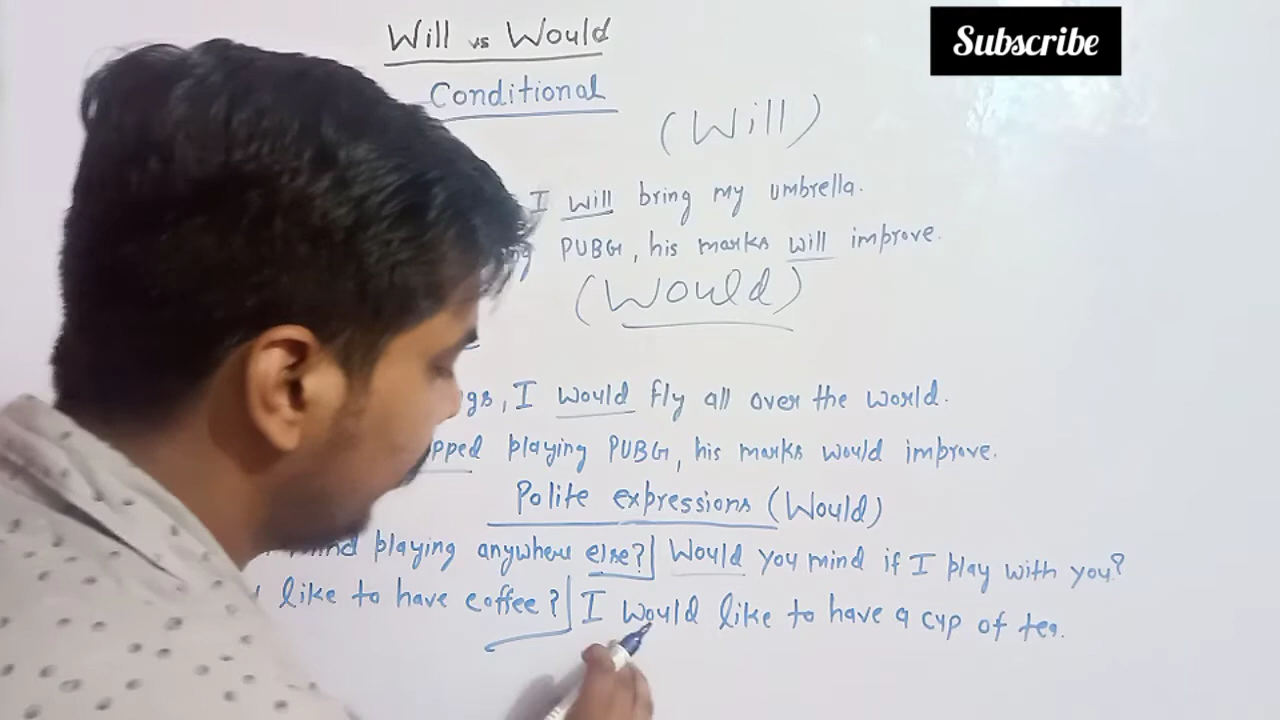 Will vs Would
Subscribe
Conditional
(Will)
I will bring my umbrella.
PUBG, his marks will improve.
(Would)
I would fly all over the world.
playing PUBG, his marks would improve.
Polite expressions (Would)
playing anywhere else? Would you mind if I play with you?
like to have coffee? I would like to have a cup of tea.